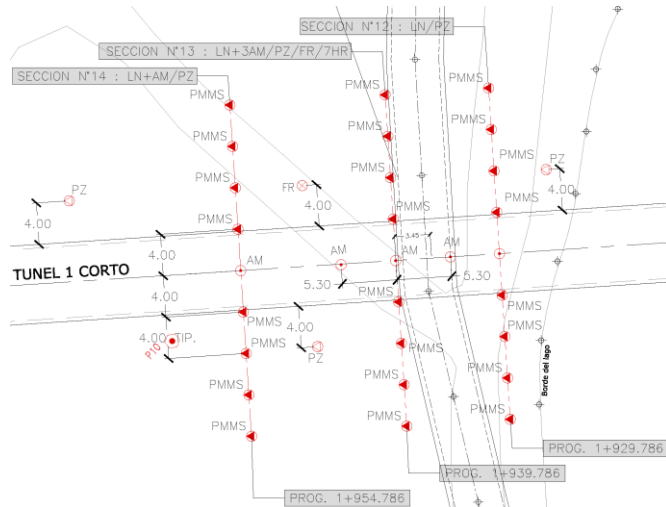 SECCION N°12 : LN/PZ
SECCION N°13 : LN+3AM/PZ/FR/7HR
SECCION N°14 : LN+AM/PZ
PMMS
PMMS
PMMS
PMMS
PMMS
PMMS
PMMS
PMMS
PMMS
PZ
FR
PZ
4.00
4.00
4.00
PMMS
PMMS
PMMS
3.45
4.00
AM
AM
AM
AM
TUNEL 1 CORTO
5.30
5.30
4.00
PMMS
PMMS
PMMS
4.00
4.00 TIP.
P10
PMMS
PMMS
PMMS
PZ
Borde del lago
PMMS
PMMS
PMMS
PMMS
PMMS
PMMS
PROG. 1+929.786
PROG. 1+939.786
PROG. 1+954.786